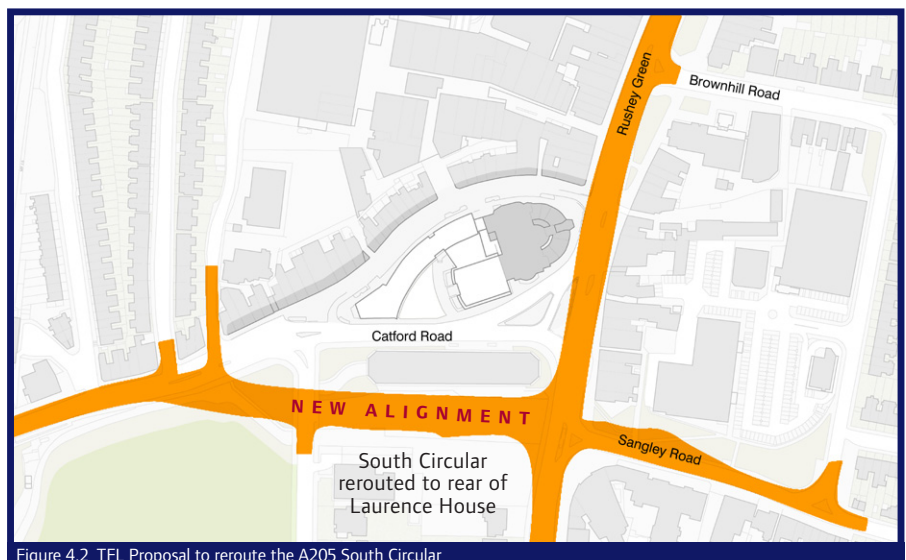 Rushey Green
Brownhill Road
Catford Road
NEW ALIGNMENT
Sangley Road
South Circular
rerouted to rear of
Laurence House
Figure 4.2 TFL Proposal to reroute the A205 South Circular